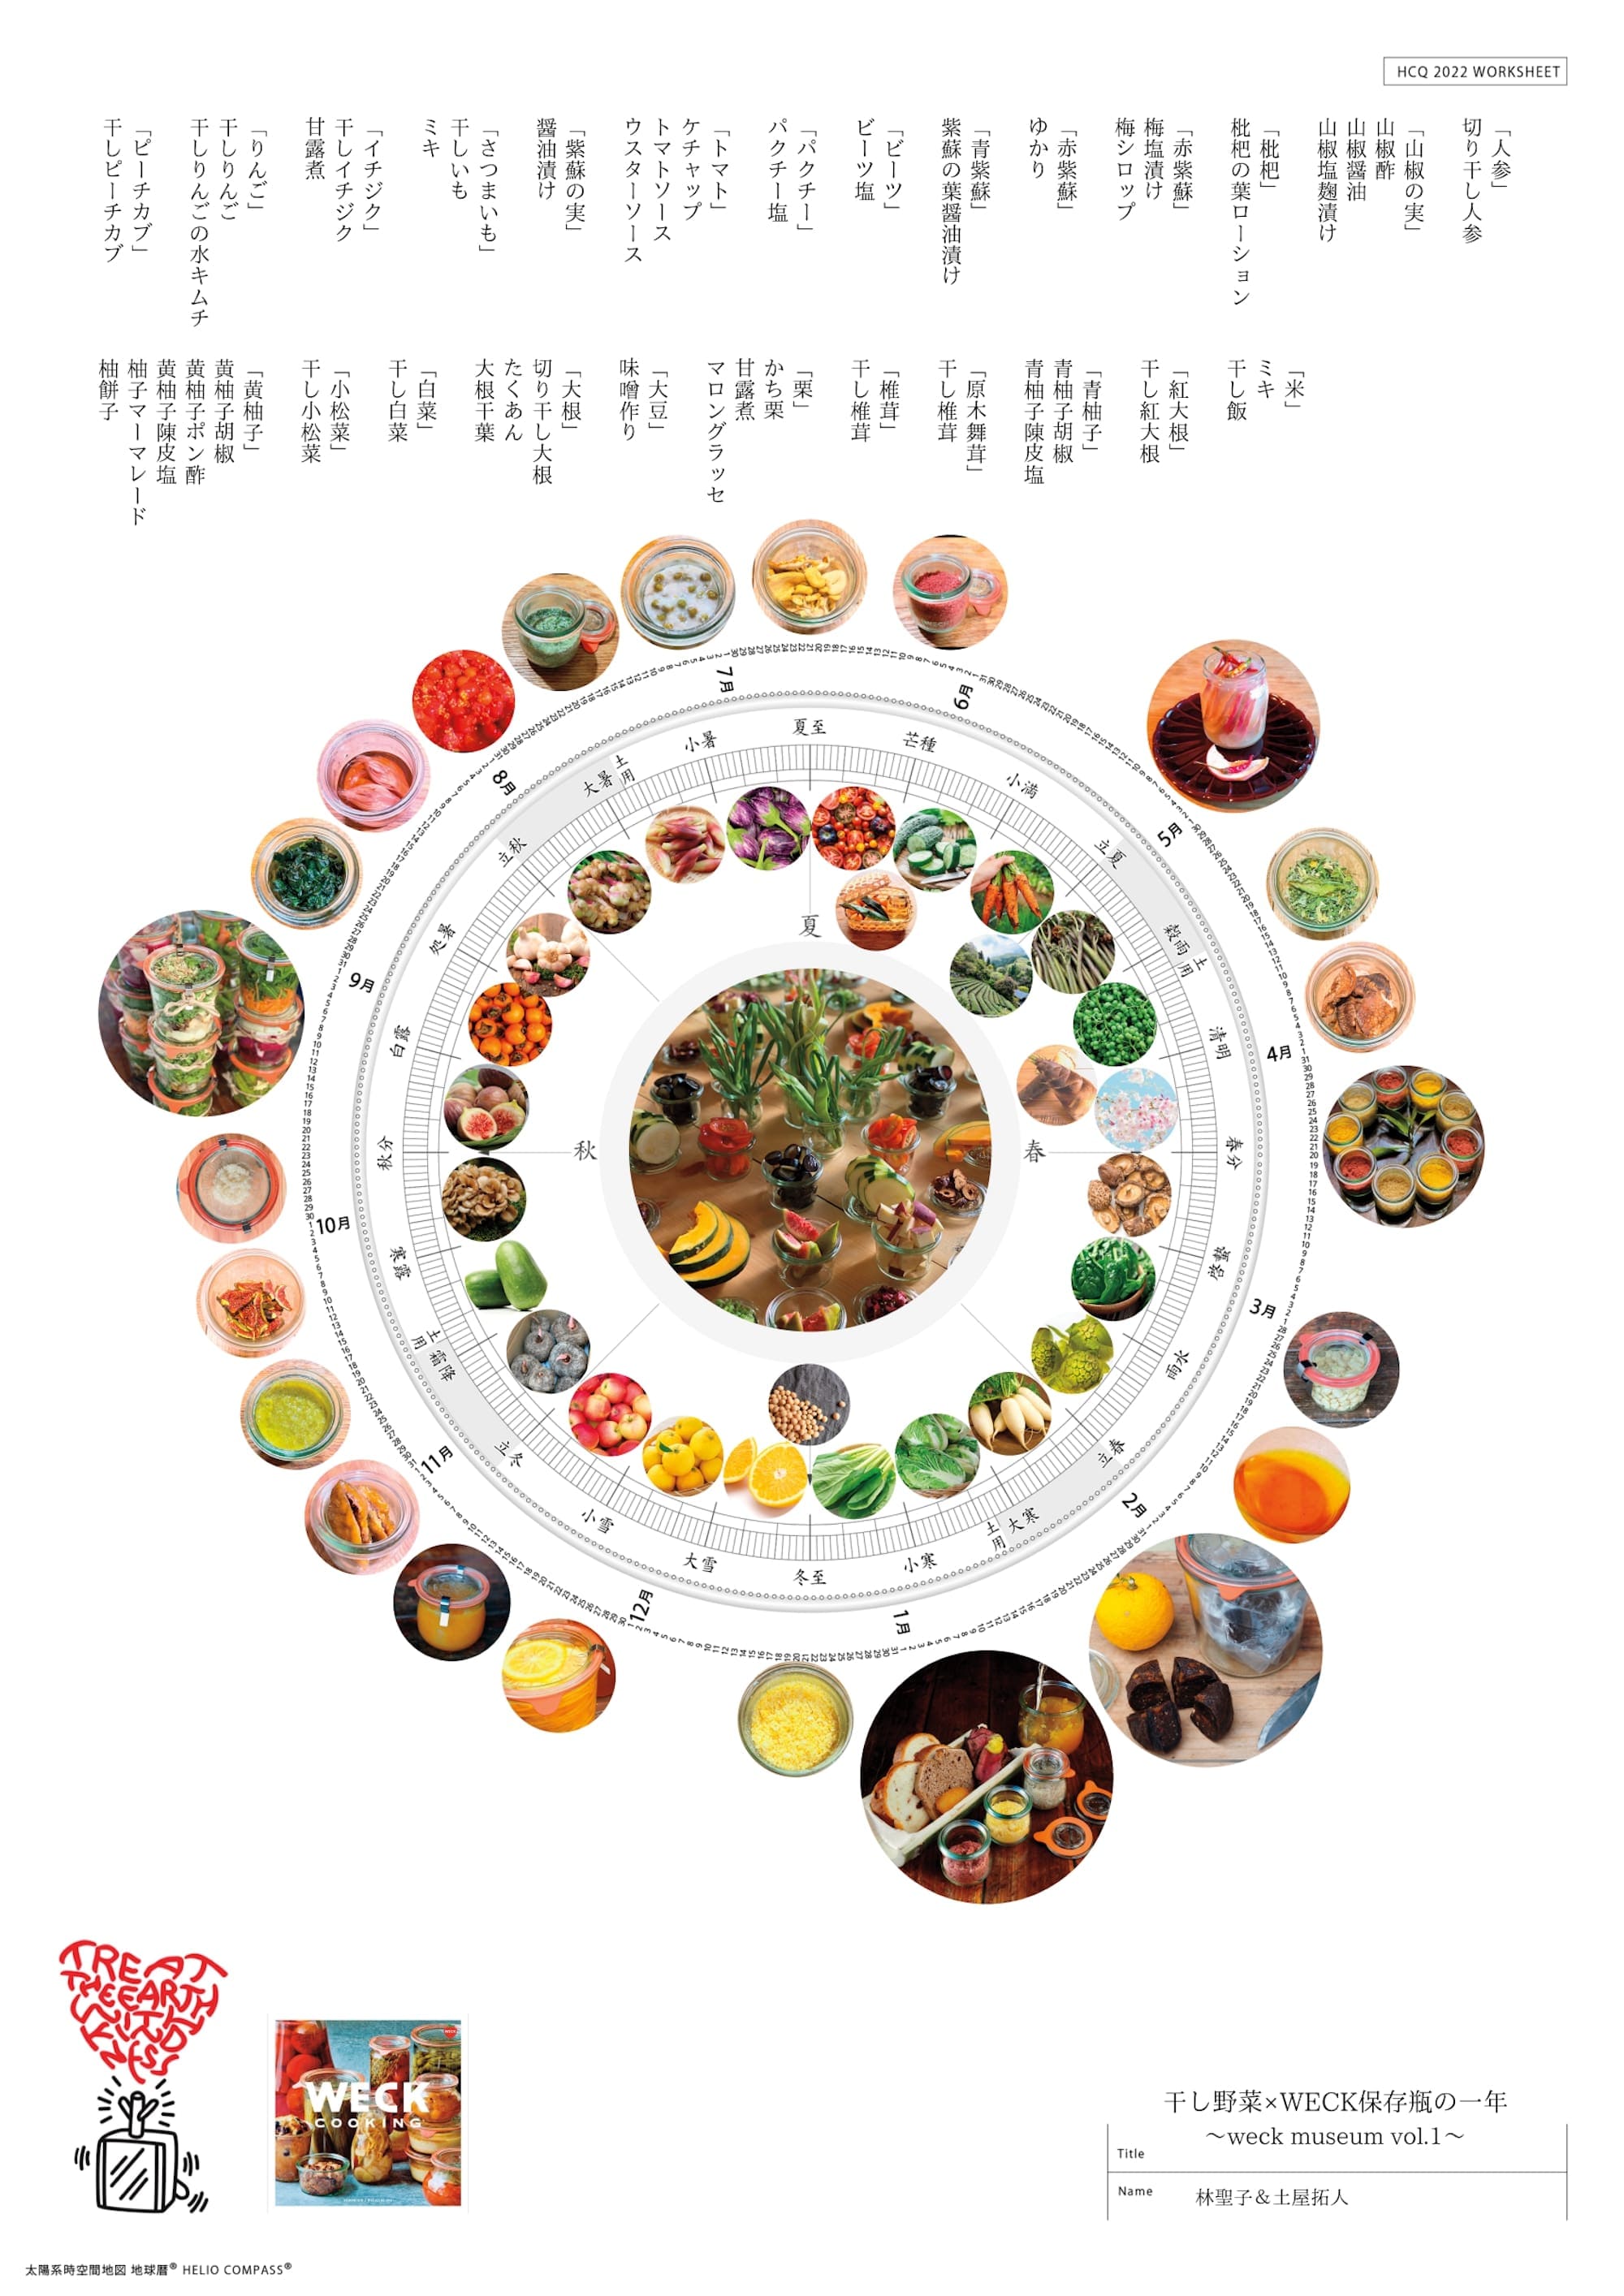 HCQ 2022 WORKSHEET
「人参」
切り干し人参
「山椒の実」
山椒酢
山椒醤油
山椒塩麹漬け
「枇杷」
枇杷の葉ローション
「赤紫蘇」
梅塩漬け
梅シロップ
「赤紫蘇」
ゆかり
「青紫蘇」
紫蘇の葉醤油漬け
「ビーツ」
ビーツ塩
「パクチー」
パクチー塩
「トマト」
ケチャップ
トマトソース
ウスターソース
「紫蘇の実」
醤油漬け
「さつまいも」
干しいも
ミキ
「イチジク」
干しイチジク
甘露煮
「りんご」
干しりんご
干しりんごの水キムチ
「ピーチカブ」
干しピーチカブ
「米」
ミキ
干し飯
「紅大根」
干し紅大根
「青柚子」
青柚子胡椒
青柚子陳皮塩
「原木舞茸」
干し椎茸
「椎茸」
干し椎茸
「栗」
かち栗
甘露煮
マロングラッセ
「大豆」
味噌作り
「大根」
切り干し大根
たくあん
大根干葉
「白菜」
干し白菜
「小松菜」
干し小松菜
「黄柚子」
黄柚子胡椒
黄柚子ポン酢
黄柚子陳皮塩
柚子マーマレード
柚餅子
7月
6月
5月
4月
3月
2月
1月
12月
11月
10月
9月
8月
夏至
芒種
小満
立夏
穀雨
土用
清明
春分
啓蟄
雨水
立春
大寒
土用
小寒
冬至
大雪
小雪
立冬
霜降
土用
寒露
秋分
白露
処暑
立秋
大暑
土用
小暑
夏
春
秋
TREAT
THE EARTH
WITH
KINDNESS
WECK
COOKING
干し野菜×WECK保存瓶の一年
～weck museum vol.1～
Title
Name
林聖子＆土屋拓人
太陽系時空間地図 地球暦® HELIO COMPASS®